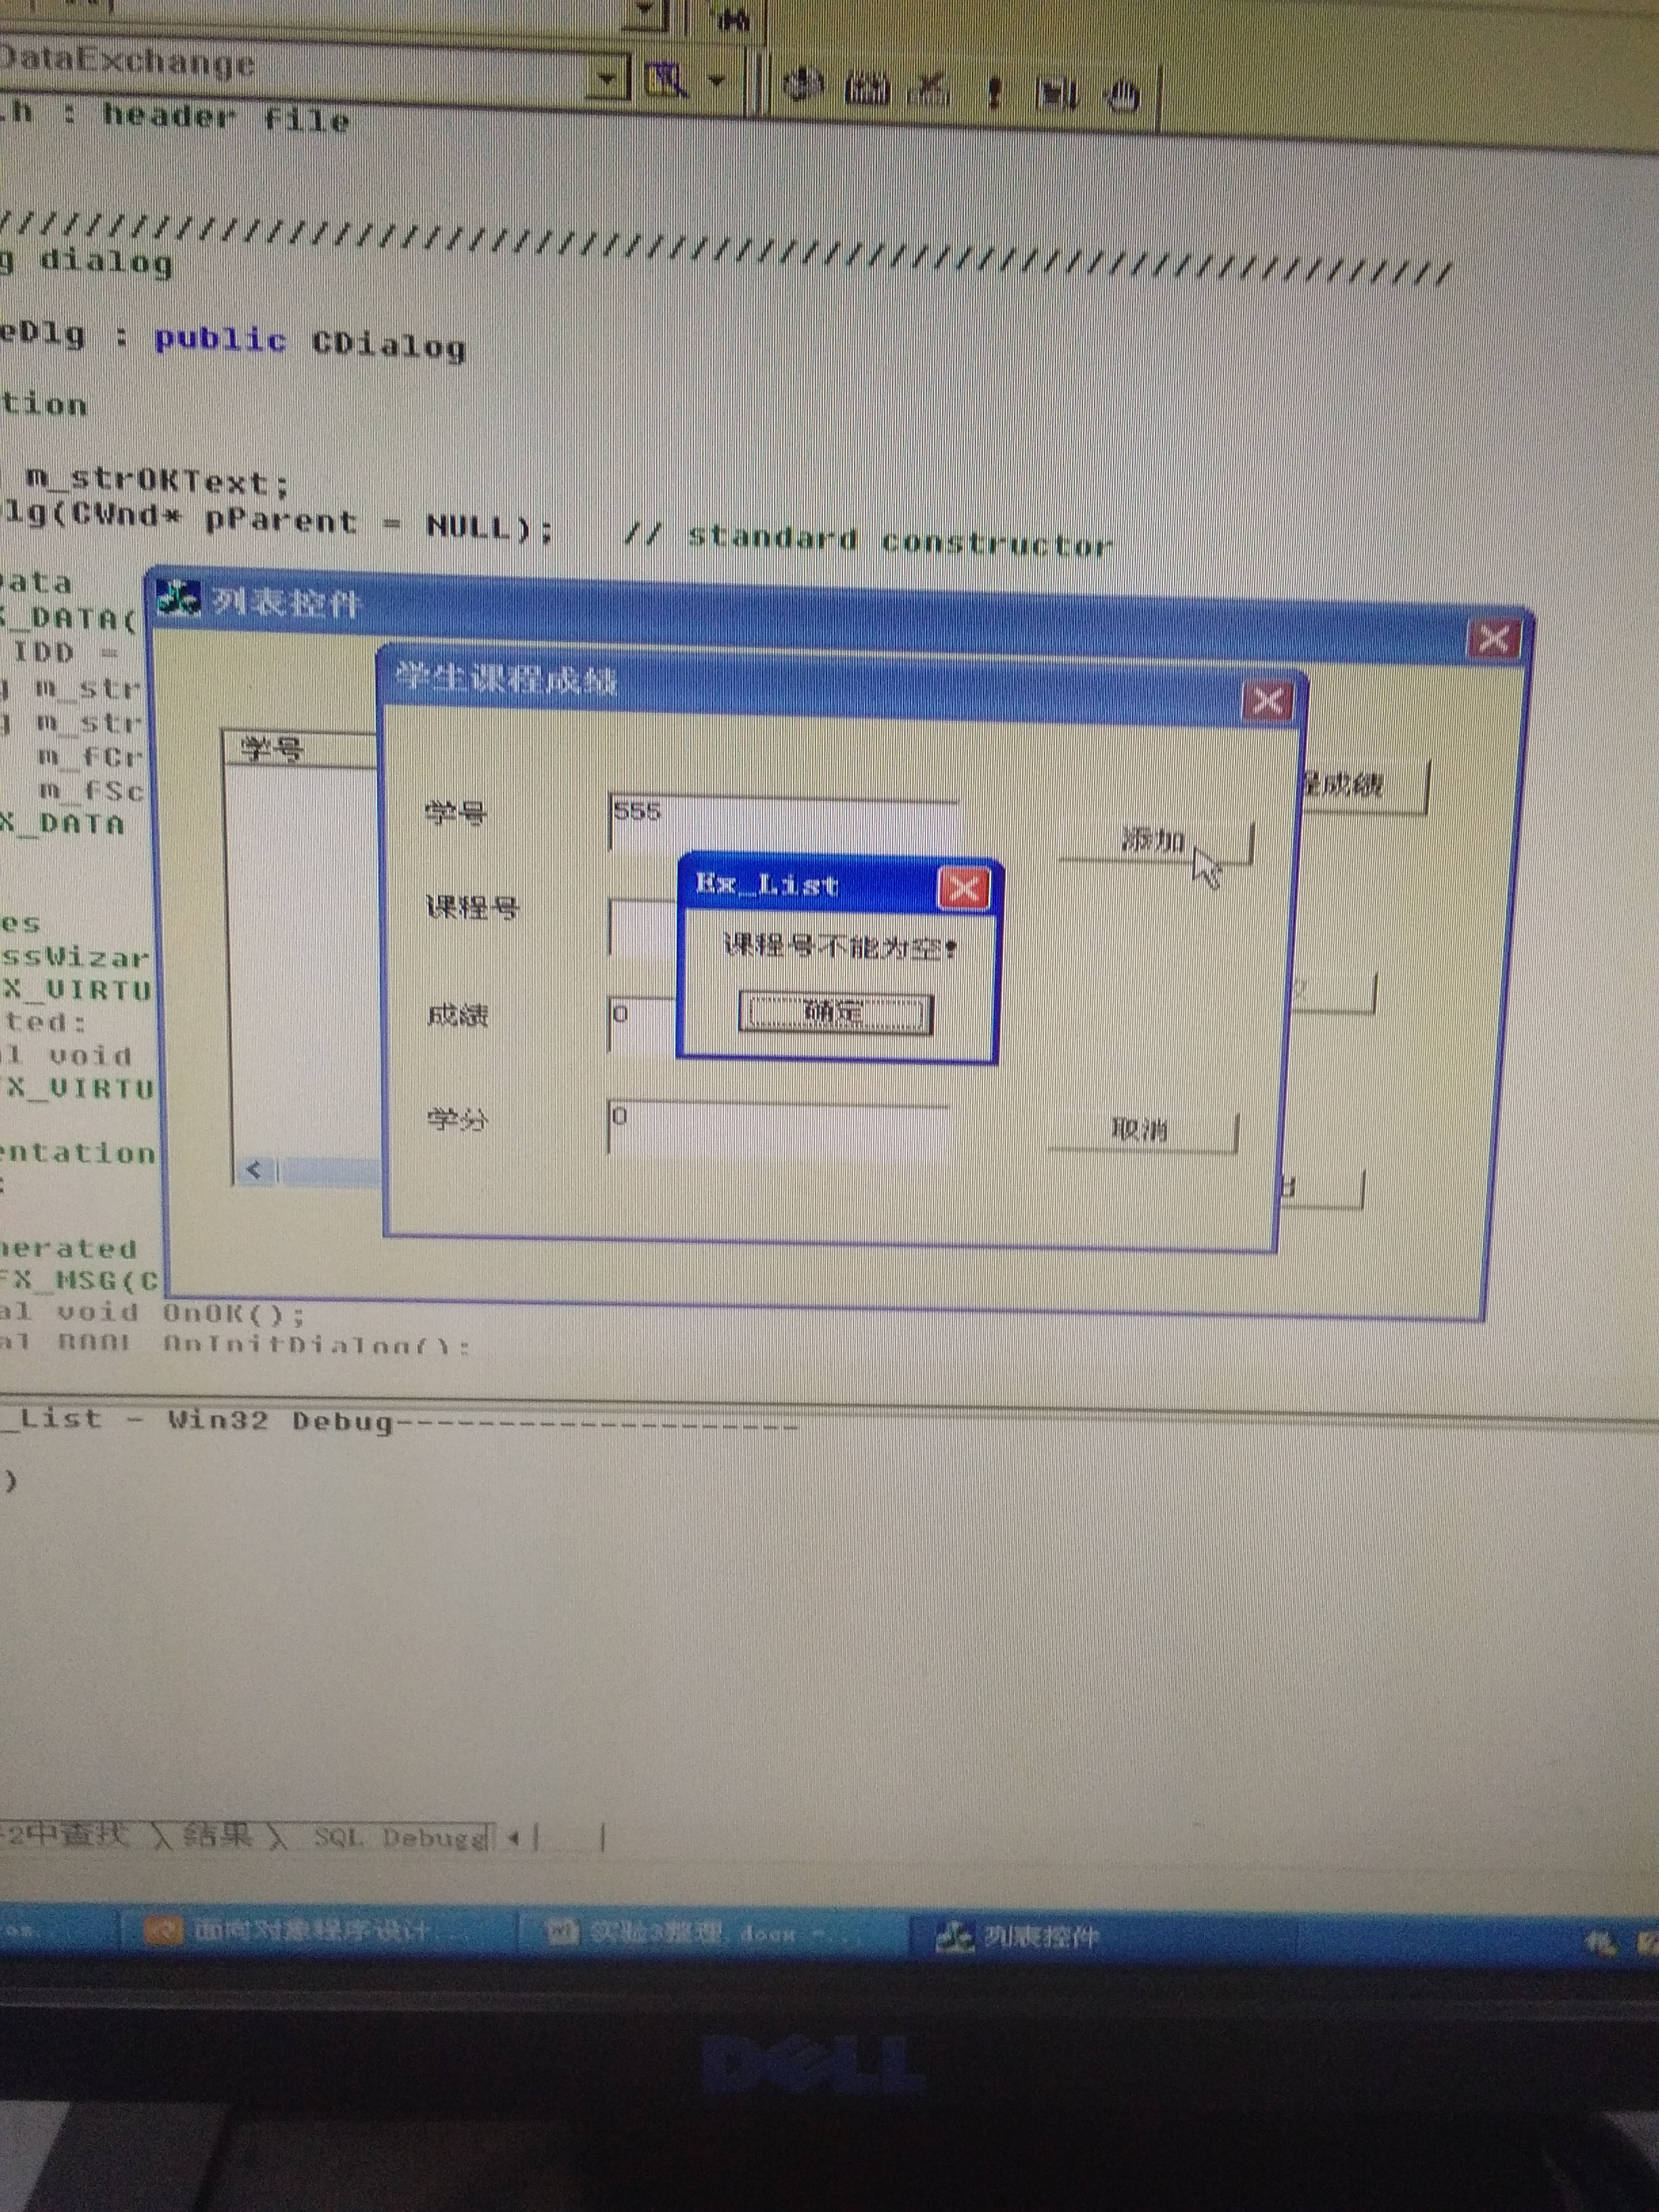 DataExchange
.h : header file
////////////////////////////////////////////////////////////////////
g dialog
eDlg : public CDialog
tion
m_strOKText;
lg(CWnd* pParent = NULL);    // standard constructor
ata
X_DATA(
IDD =
g m_str
g m_str
m_fCr
m_fSc
X_DATA
es
ssWizar
X_VIRTU
ted:
al void
X_VIRTU
entation
:
nerated
FX_MSG(C
al void OnOK();
al BOOL OnInitDialog();
列表控件
学号
程成绩
学生课程成绩
学号
555
添加
课程号
成绩
0
学分
0
取消
Ex_List
课程号不能为空!
确定
_List - Win32 Debug--------------------
)
2中查找
结果
SQL Debugg
面向对象程序设计...
实验3整理.docx -...
列表控件
DELL